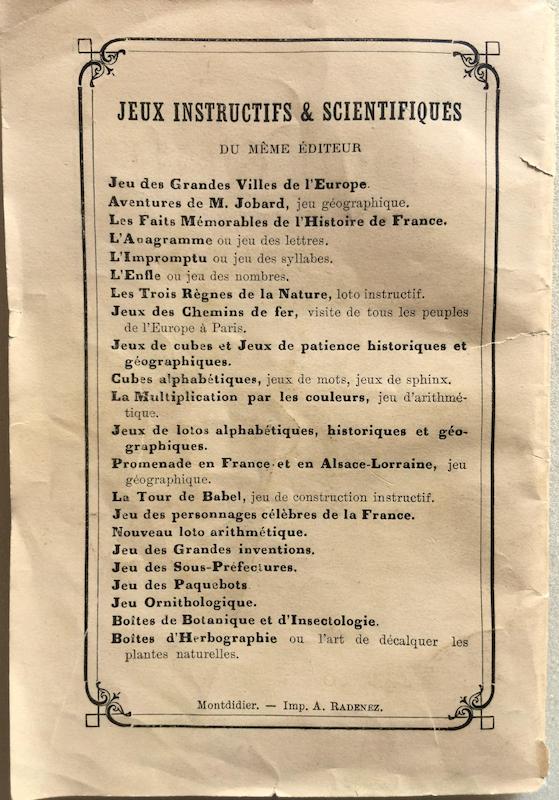 JEUX INSTRUCTIFS & SCIENTIFIQUES
DU MÊME ÉDITEUR
Jeu des Grandes Villes de l'Europe.
Aventures de M. Jobard, jeu géographique.
Les Faits Mémorables de l'Histoire de France.
L'Anagramme ou jeu des lettres.
L'Impromptu ou jeu des syllabes.
L'Enfle ou jeu des nombres.
Les Trois Règnes de la Nature, loto instructif.
Jeux des Chemins de fer, visite de tous les peuples
de l'Europe à Paris.
Jeux de cubes et Jeux de patience historiques et
géographiques.
Cubes alphabétiques, jeux de mots, jeux de sphinx.
La Multiplication par les couleurs, jeu d'arithmé-
tique.
Jeux de lotos alphabétiques, historiques et géo-
graphiques.
Promenade en France et en Alsace-Lorraine, jeu
géographique.
La Tour de Babel, jeu de construction instructif.
Jeu des personnages célèbres de la France.
Nouveau loto arithmétique.
Jeu des Grandes inventions.
Jeu des Sous-Préfectures.
Jeu des Paquebots
Jeu Ornithologique.
Boîtes de Botanique et d'Insectologie.
Boîtes d'Herbographie ou l'art de décalquer les
plantes naturelles.
Montdidier. — Imp. A. RADENEZ.